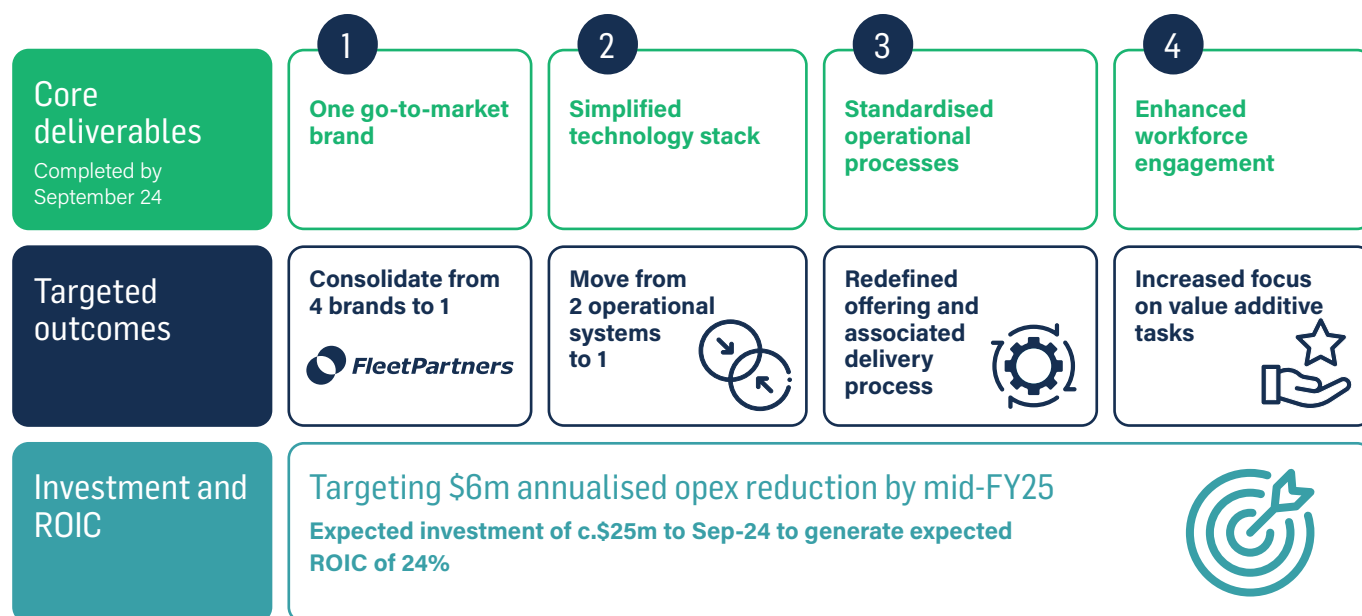 Core
deliverables
Completed by
September 24
1
One go-to-market
brand
2
Simplified
technology stack
3
Standardised
operational
processes
4
Enhanced
workforce
engagement
Targeted
outcomes
Consolidate from
4 brands to 1
FleetPartners
Move from
2 operational
systems
to 1
Redefined
offering and
associated
delivery
process
Increased focus
on value additive
tasks
Investment and
ROIC
Targeting $6m annualised opex reduction by mid-FY25
Expected investment of c.$25m to Sep-24 to generate expected
ROIC of 24%